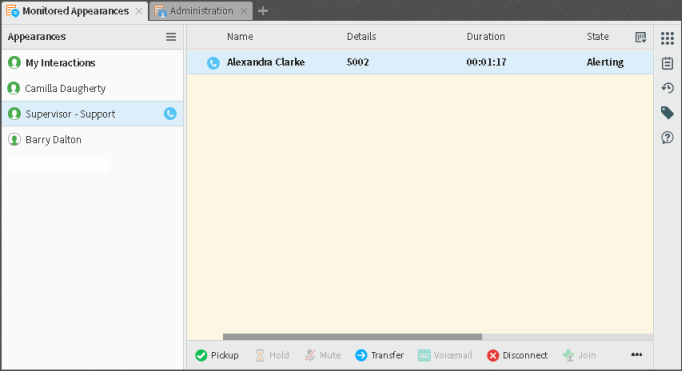 Monitored Appearances Administration
Appearances
Name Details Duration State
My Interactions
Alexandra Clarke 5002 00:01:17 Alerting
Camilla Daugherty
Supervisor - Support
Barry Dalton
Pickup Hold Mute Transfer Voicemail Disconnect Join